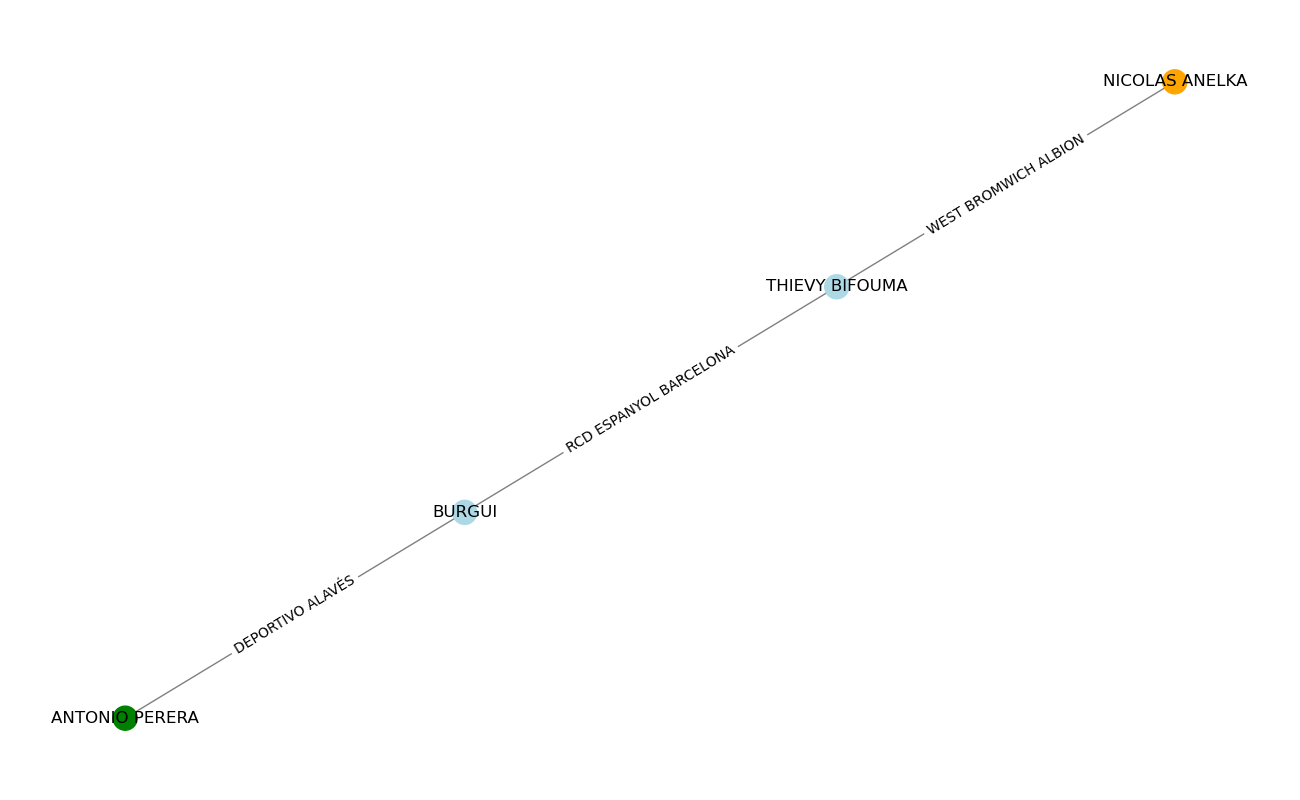 NICOLAS ANELKA
WEST BROMWICH ALBION
THIEVY BIFOUMA
RCD ESPANYOL BARCELONA
BURGUI
DEPORTIVO ALAVÉS
ANTONIO PERERA